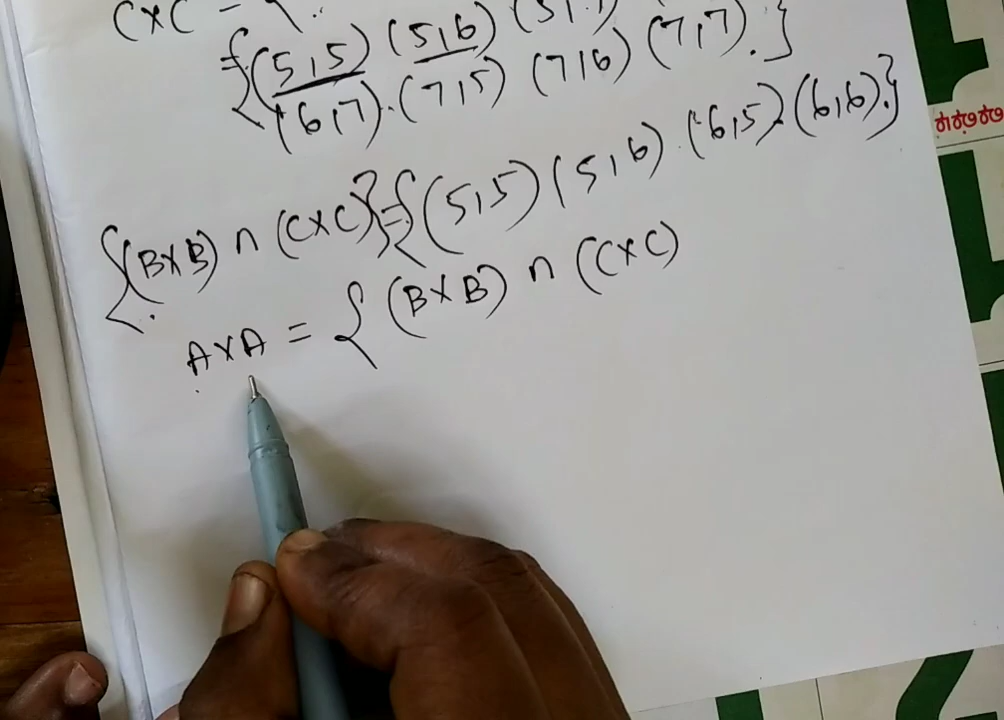 C×C = {
={(5,5) (5,6) (5,7)
(6,7).(7,5) (7,6) (7,7).}
{(B×B) ∩ (C×C)}={(5,5)(5,6).(6,5)(6,6).}
A×A = {(B×B) ∩ (C×C)